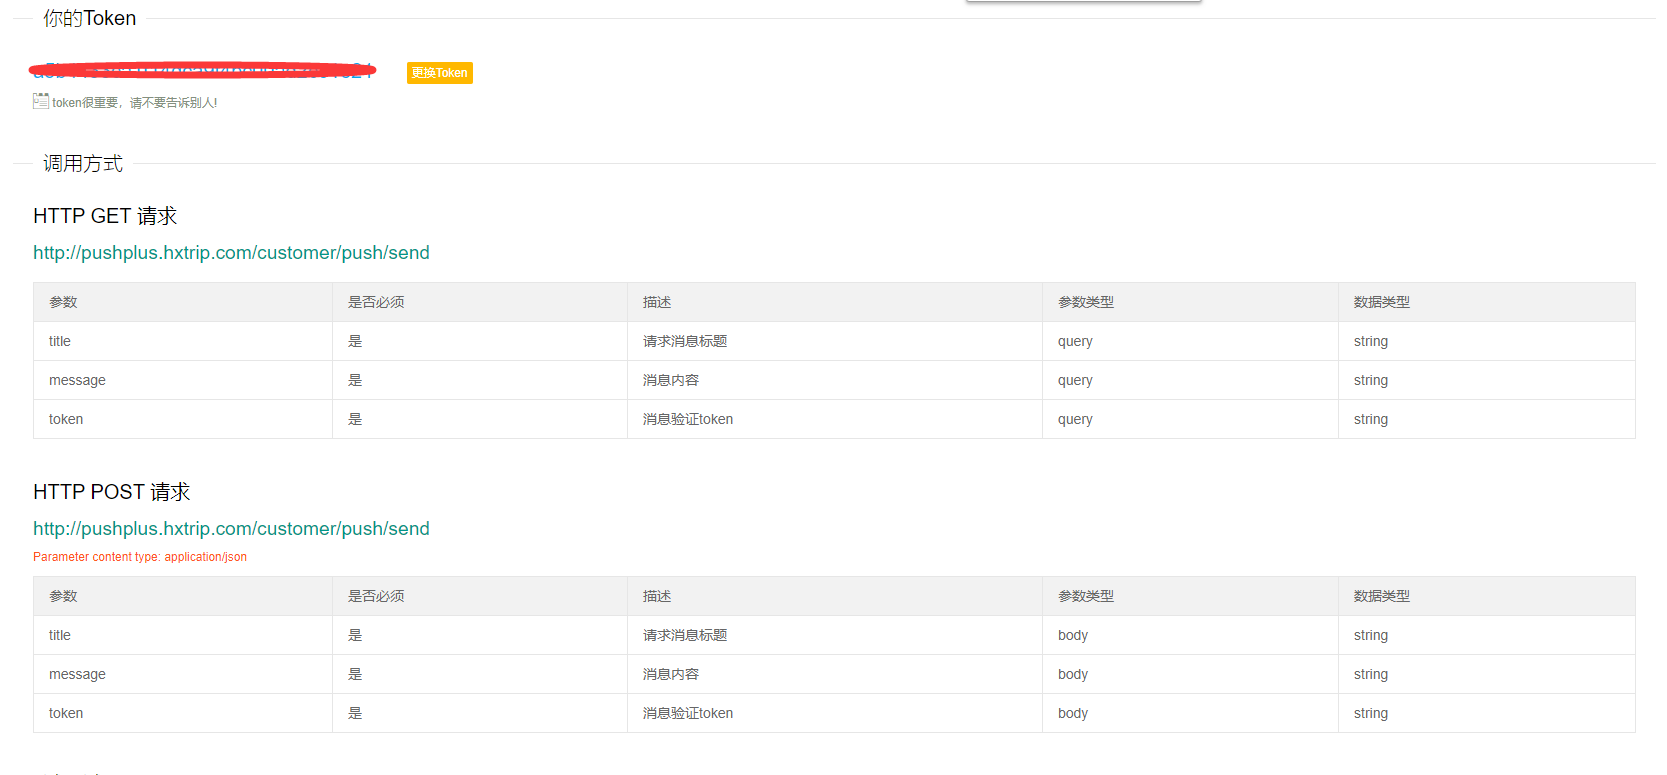 你的Token
更换Token
token很重要，请不要告诉别人!
调用方式
HTTP GET 请求
http://pushplus.hxtrip.com/customer/push/send
参数 是否必须 描述 参数类型 数据类型
title 是 请求消息标题 query string
message 是 消息内容 query string
token 是 消息验证token query string
HTTP POST 请求
http://pushplus.hxtrip.com/customer/push/send
Parameter content type: application/json
参数 是否必须 描述 参数类型 数据类型
title 是 请求消息标题 body string
message 是 消息内容 body string
token 是 消息验证token body string